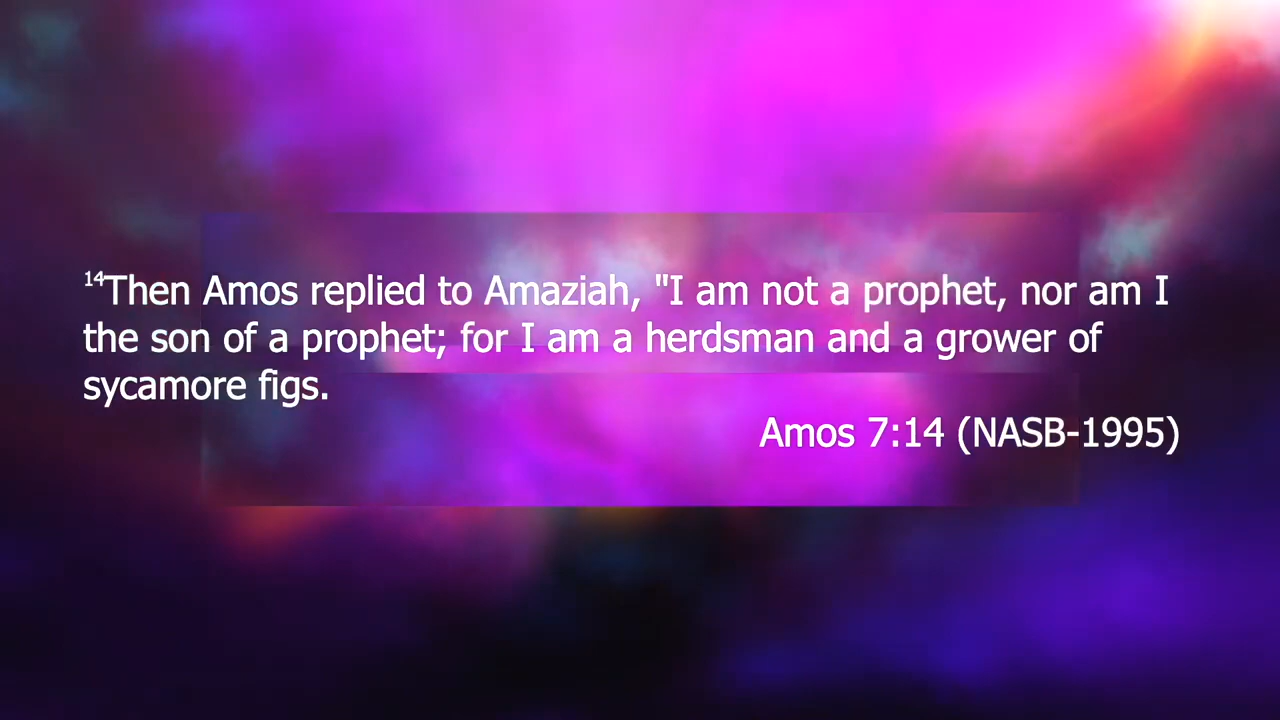 14Then Amos replied to Amaziah, "I am not a prophet, nor am I
the son of a prophet; for I am a herdsman and a grower of
sycamore figs.
Amos 7:14 (NASB-1995)